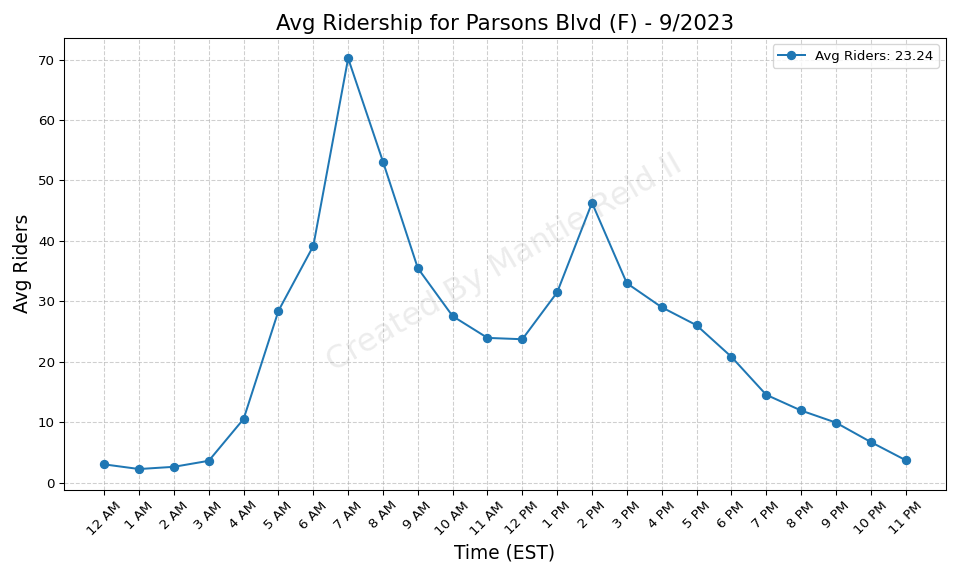 Avg Ridership for Parsons Blvd (F) - 9/2023
Avg Riders: 23.24
Avg Riders
70
60
50
40
30
20
10
0
Created By Mantie Reid II
12 AM
1 AM
2 AM
3 AM
4 AM
5 AM
6 AM
7 AM
8 AM
9 AM
10 AM
11 AM
12 PM
1 PM
2 PM
3 PM
4 PM
5 PM
6 PM
7 PM
8 PM
9 PM
10 PM
11 PM
Time (EST)